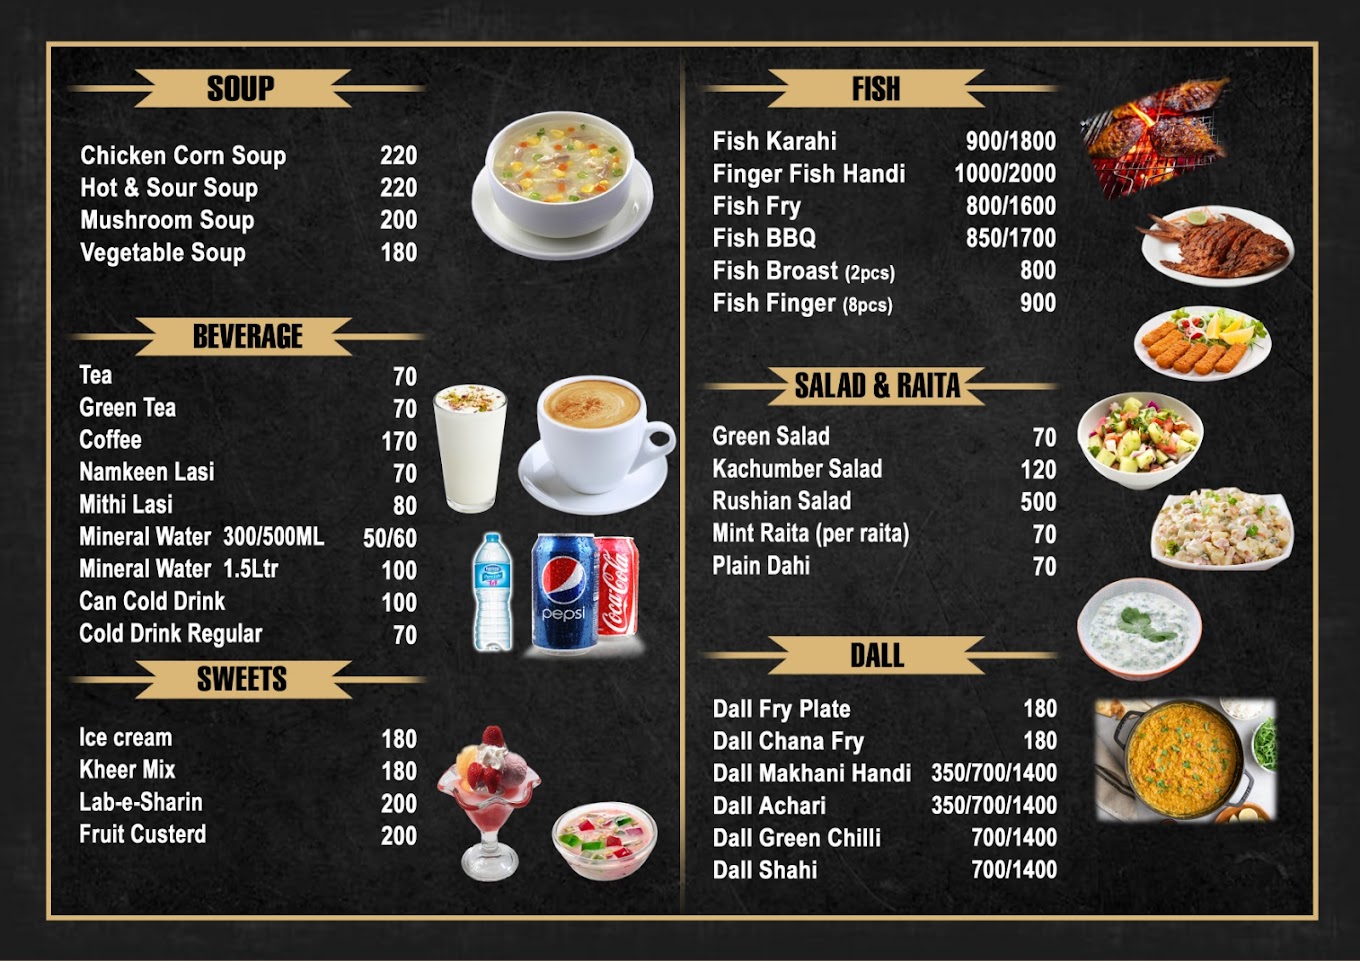 SOUP
Chicken Corn Soup 220
Hot & Sour Soup 220
Mushroom Soup 200
Vegetable Soup 180
BEVERAGE
Tea 70
Green Tea 70
Coffee 170
Namkeen Lasi 70
Mithi Lasi 80
Mineral Water 300/500ML 50/60
Mineral Water 1.5Ltr 100
Can Cold Drink 100
Cold Drink Regular 70
pepsi
Coca-Cola
SWEETS
Ice cream 180
Kheer Mix 180
Lab-e-Sharin 200
Fruit Custerd 200
FISH
Fish Karahi 900/1800
Finger Fish Handi 1000/2000
Fish Fry 800/1600
Fish BBQ 850/1700
Fish Broast (2pcs) 800
Fish Finger (8pcs) 900
SALAD & RAITA
Green Salad 70
Kachumber Salad 120
Rushian Salad 500
Mint Raita (per raita) 70
Plain Dahi 70
DALL
Dall Fry Plate 180
Dall Chana Fry 180
Dall Makhani Handi 350/700/1400
Dall Achari 350/700/1400
Dall Green Chilli 700/1400
Dall Shahi 700/1400